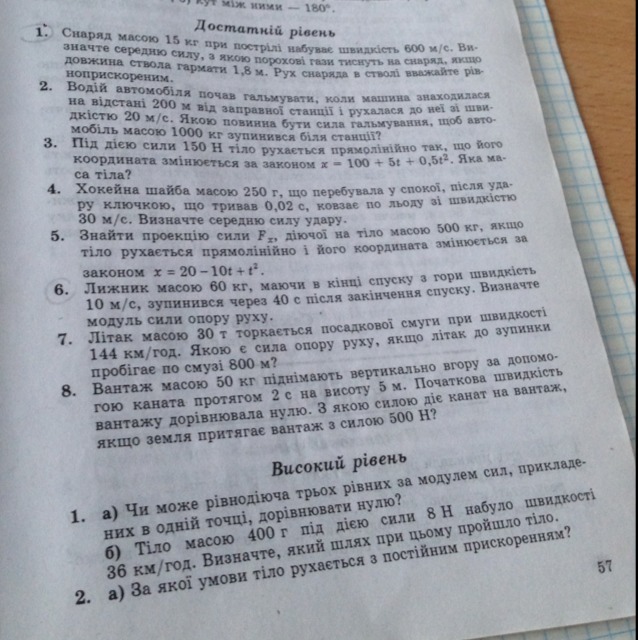 кут між ними — 180°.
Достатній рівень
1. Снаряд масою 15 кг при пострілі набуває швидкість 600 м/с. Ви-
значте середню силу, з якою порохові гази тиснуть на снаряд, якщо
довжина ствола гармати 1,8 м. Рух снаряда в стволі вважайте рів-
ноприскореним.
2. Водій автомобіля почав гальмувати, коли машина знаходилася
на відстані 200 м від заправної станції і рухалася до неї зі шви-
дкістю 20 м/с. Якою повинна бути сила гальмування, щоб авто-
мобіль масою 1000 кг зупинився біля станції?
3. Під дією сили 150 Н тіло рухається прямолінійно так, що його
координата змінюється за законом x = 100 + 5t + 0,5t². Яка ма-
са тіла?
4. Хокейна шайба масою 250 г, що перебувала у спокої, після уда-
ру ключкою, що тривав 0,02 с, ковзає по льоду зі швидкістю
30 м/с. Визначте середню силу удару.
5. Знайти проекцію сили Fₓ, діючої на тіло масою 500 кг, якщо
тіло рухається прямолінійно і його координата змінюється за
законом x = 20 – 10t + t².
6. Лижник масою 60 кг, маючи в кінці спуску з гори швидкість
10 м/с, зупинився через 40 с після закінчення спуску. Визначте
модуль сили опору руху.
7. Літак масою 30 т торкається посадкової смуги при швидкості
144 км/год. Якою є сила опору руху, якщо літак до зупинки
пробігає по смузі 800 м?
8. Вантаж масою 50 кг піднімають вертикально вгору за допомо-
гою каната протягом 2 с на висоту 5 м. Початкова швидкість
вантажу дорівнювала нулю. З якою силою діє канат на вантаж,
якщо земля притягає вантаж з силою 500 Н?
Високий рівень
1. а) Чи може рівнодіюча трьох рівних за модулем сил, прикладе-
них в одній точці, дорівнювати нулю?
б) Тіло масою 400 г під дією сили 8 Н набуло швидкості
36 км/год. Визначте, який шлях при цьому пройшло тіло.
2. а) За якої умови тіло рухається з постійним прискоренням?
57